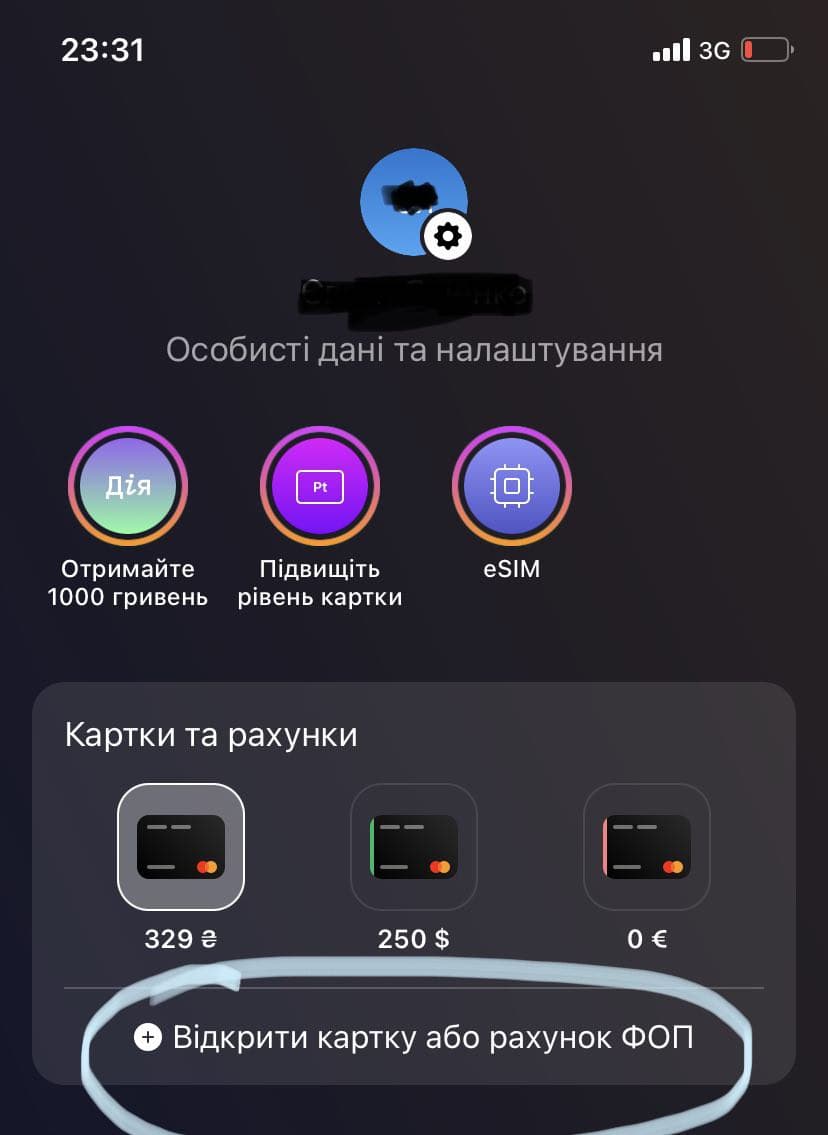 23:31
3G
Особисті дані та налаштування
Дія
Pt
Отримайте
1000 гривень
Підвищіть
рівень картки
eSIM
Картки та рахунки
329 ₴
250 $
0 €
Відкрити картку або рахунок ФОП